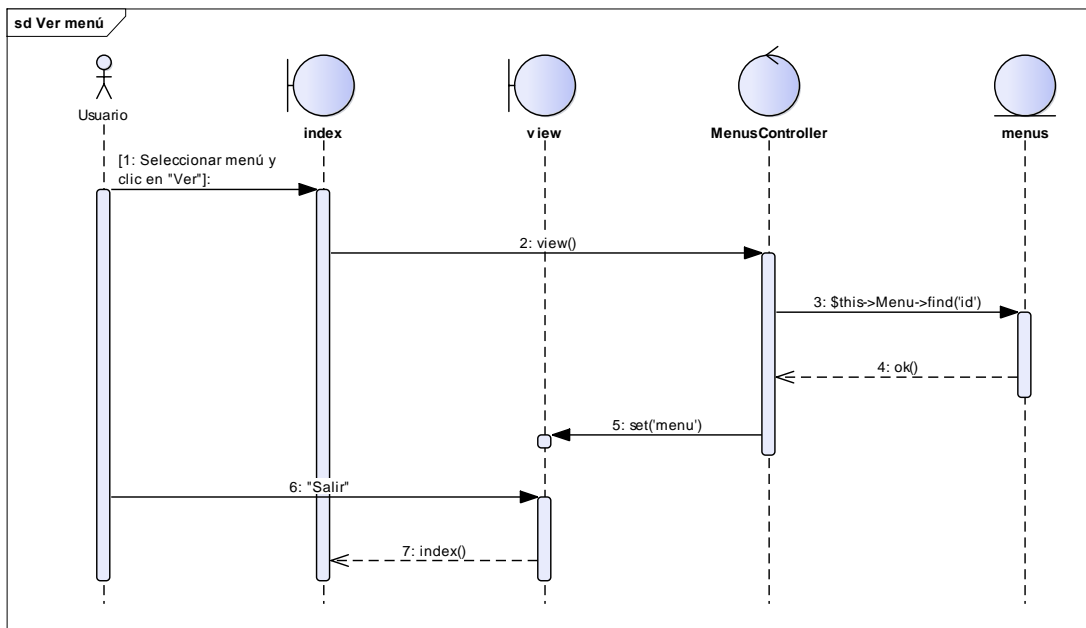 sd Ver menú
Usuario
index
view
MenusController
menus
[1: Seleccionar menú y
clic en "Ver"]:
2: view()
3: $this->Menu->find('id')
4: ok()
5: set('menu')
6: "Salir"
7: index()